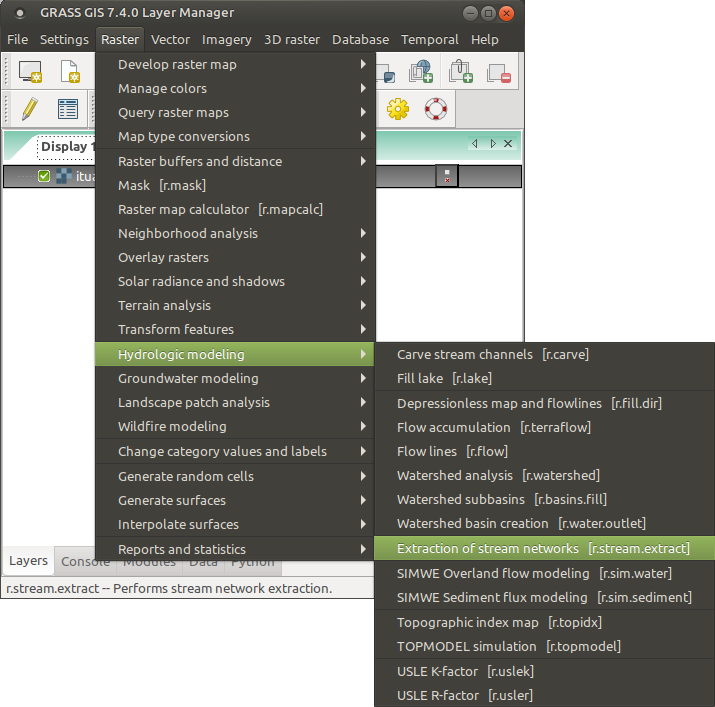 GRASS GIS 7.4.0 Layer Manager
File Settings Raster Vector Imagery 3D raster Database Temporal Help
Develop raster map
Manage colors
Query raster maps
Map type conversions
Display 1
Raster buffers and distance
itua
Mask [r.mask]
Raster map calculator [r.mapcalc]
Neighborhood analysis
Overlay rasters
Solar radiance and shadows
Terrain analysis
Transform features
Hydrologic modeling
Groundwater modeling
Landscape patch analysis
Wildfire modeling
Change category values and labels
Generate random cells
Generate surfaces
Interpolate surfaces
Reports and statistics
Carve stream channels [r.carve]
Fill lake [r.lake]
Depressionless map and flowlines [r.fill.dir]
Flow accumulation [r.terraflow]
Flow lines [r.flow]
Watershed analysis [r.watershed]
Watershed subbasins [r.basins.fill]
Watershed basin creation [r.water.outlet]
Extraction of stream networks [r.stream.extract]
SIMWE Overland flow modeling [r.sim.water]
SIMWE Sediment flux modeling [r.sim.sediment]
Topographic index map [r.topidx]
TOPMODEL simulation [r.topmodel]
USLE K-factor [r.uslek]
USLE R-factor [r.usler]
Layers Console Modules Data Python
r.stream.extract -- Performs stream network extraction.